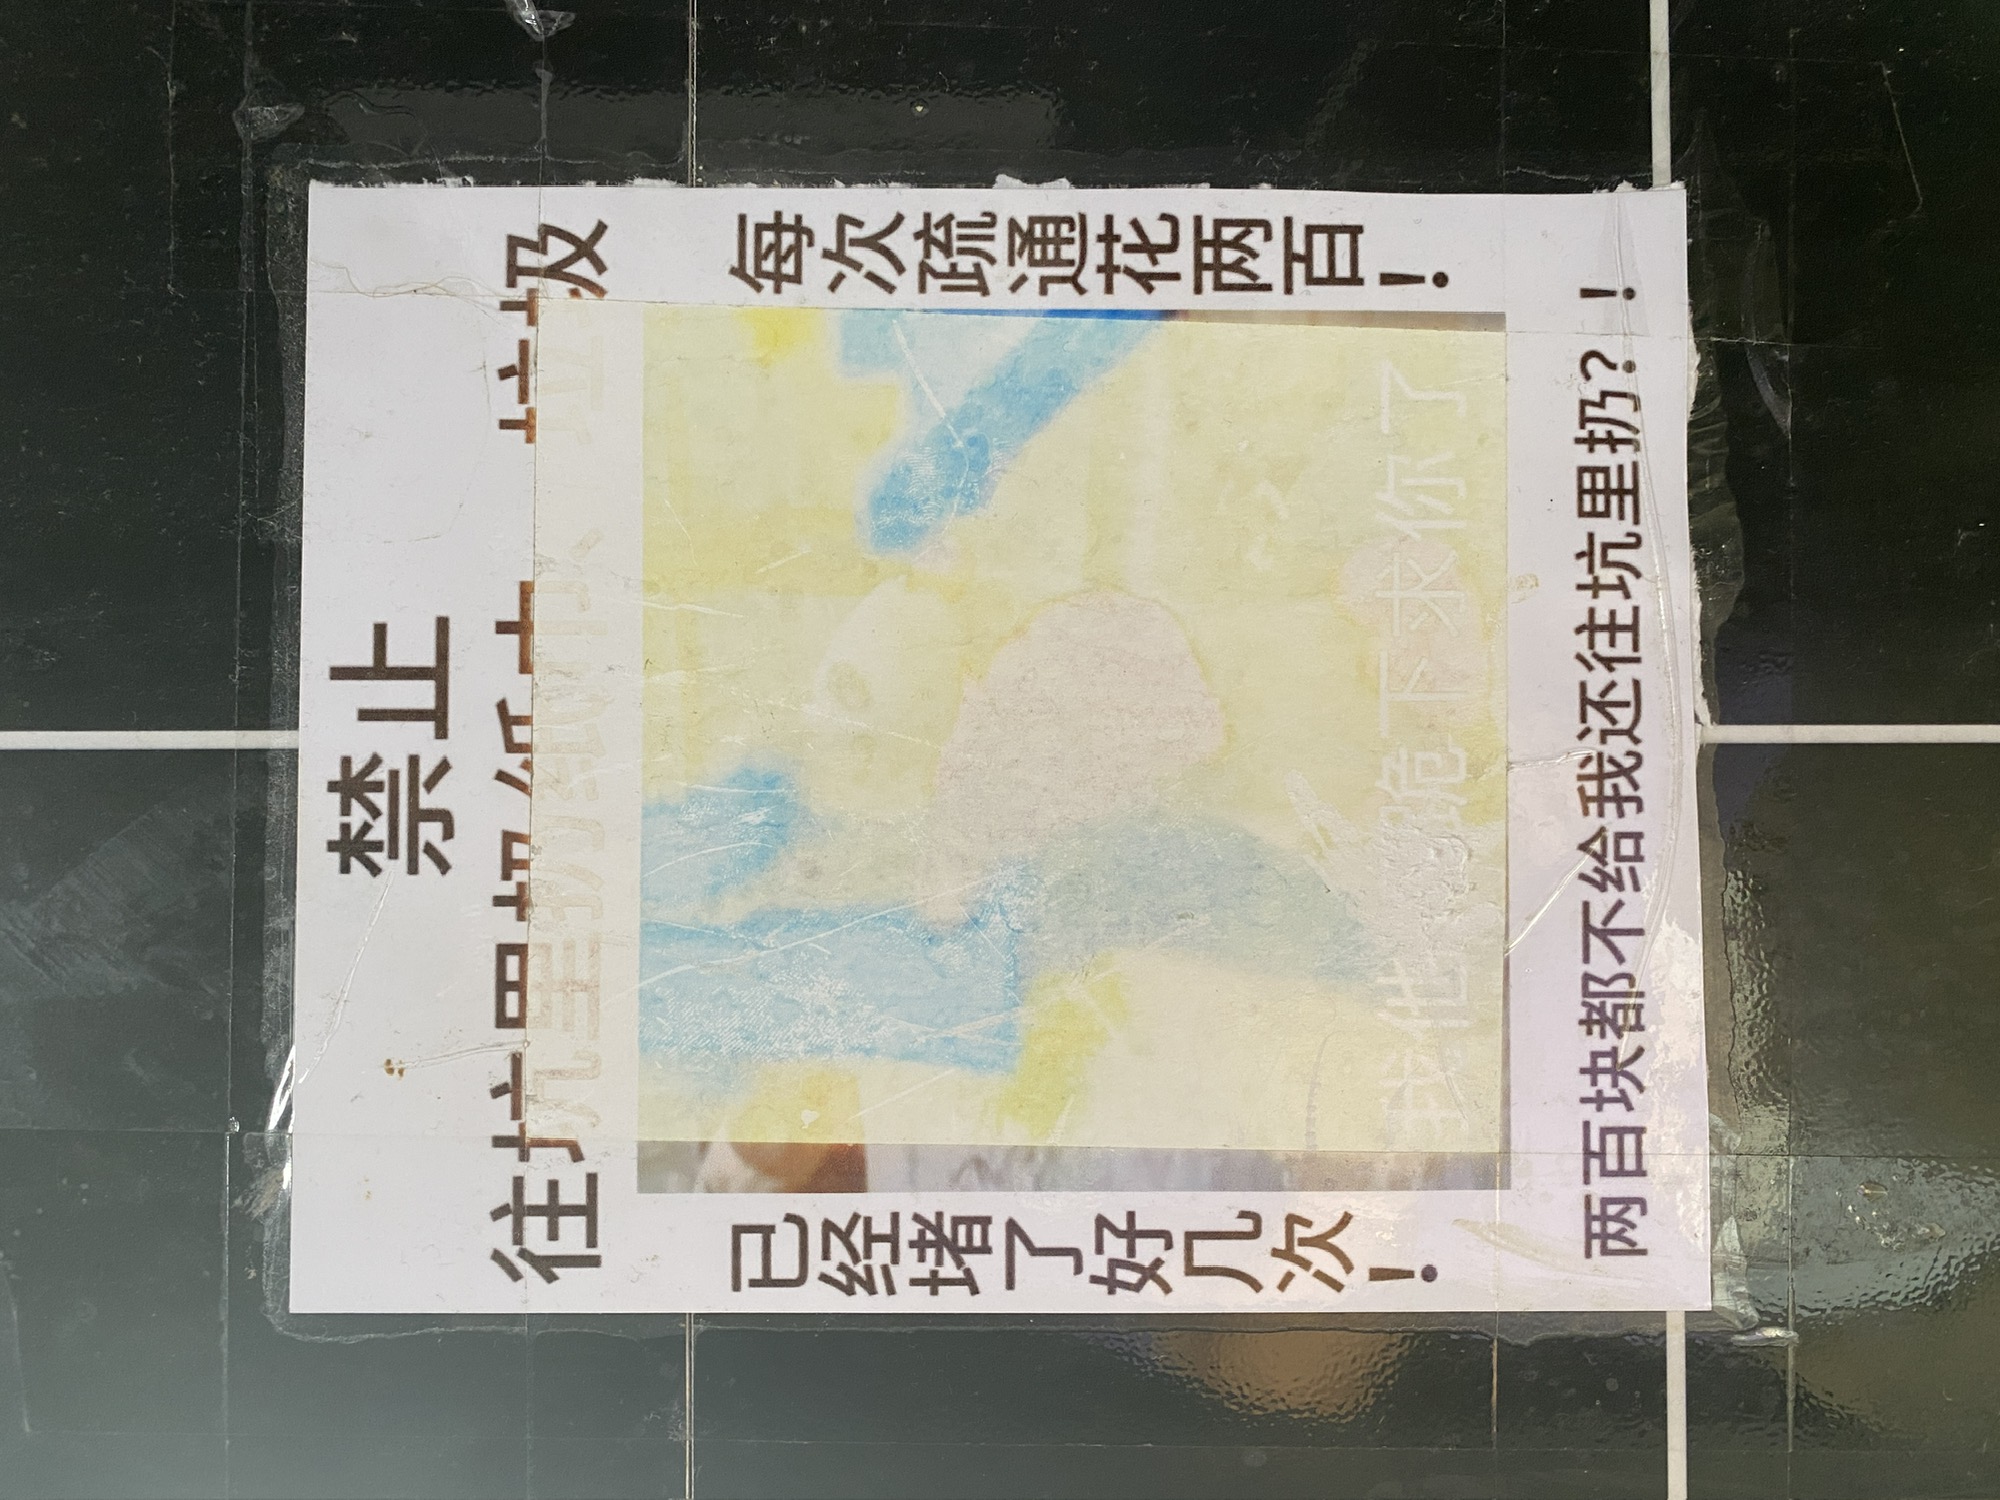 禁止
往坑里扔纸巾、垃圾
已经堵了好几次！
每次疏通花两百！
我他跪下求你了
两百块都不给我还往坑里扔？！